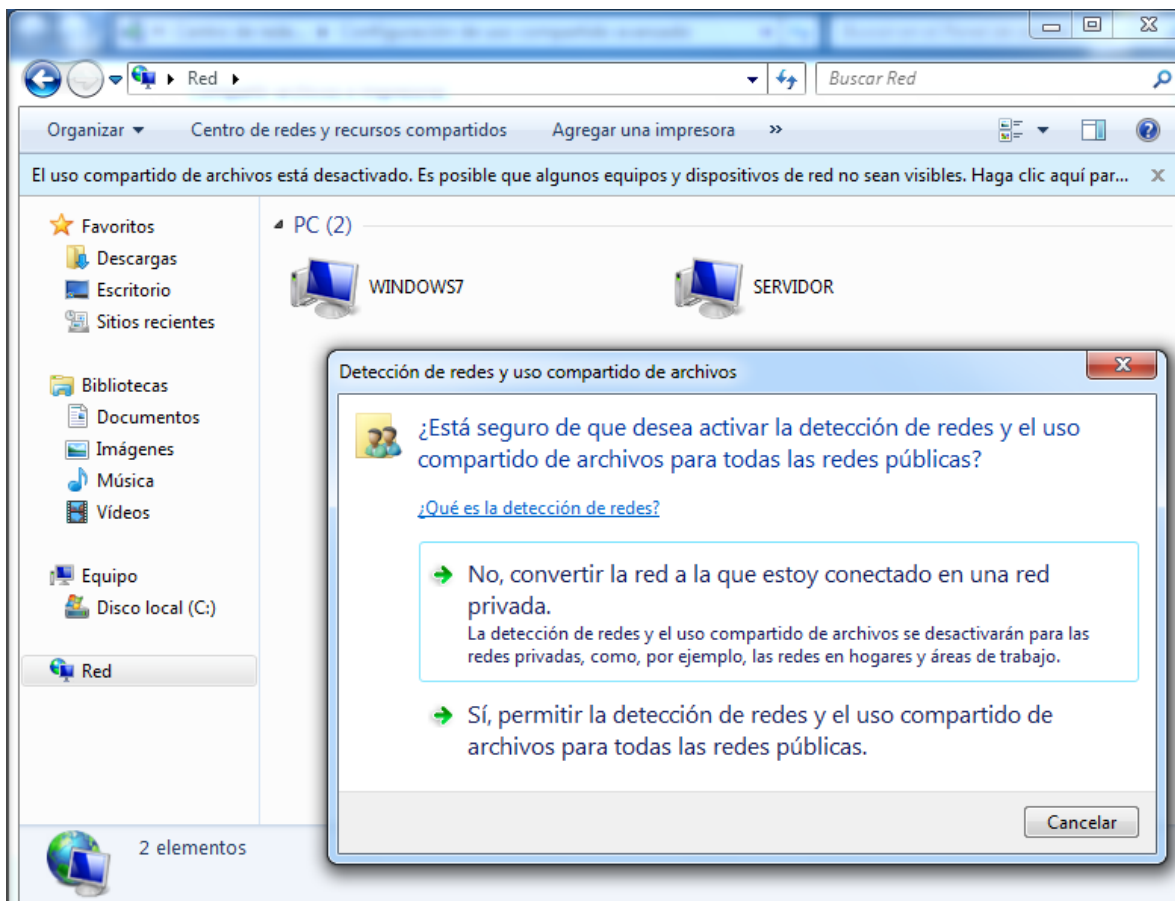 Red
Buscar Red
Organizar
Centro de redes y recursos compartidos
Agregar una impresora
»
El uso compartido de archivos está desactivado. Es posible que algunos equipos y dispositivos de red no sean visibles. Haga clic aquí par...
Favoritos
Descargas
Escritorio
Sitios recientes
Bibliotecas
Documentos
Imágenes
Música
Vídeos
Equipo
Disco local (C:)
Red
PC (2)
WINDOWS7
SERVIDOR
Detección de redes y uso compartido de archivos
¿Está seguro de que desea activar la detección de redes y el uso
compartido de archivos para todas las redes públicas?
¿Qué es la detección de redes?
No, convertir la red a la que estoy conectado en una red
privada.
La detección de redes y el uso compartido de archivos se desactivarán para las
redes privadas, como, por ejemplo, las redes en hogares y áreas de trabajo.
Sí, permitir la detección de redes y el uso compartido de
archivos para todas las redes públicas.
Cancelar
2 elementos